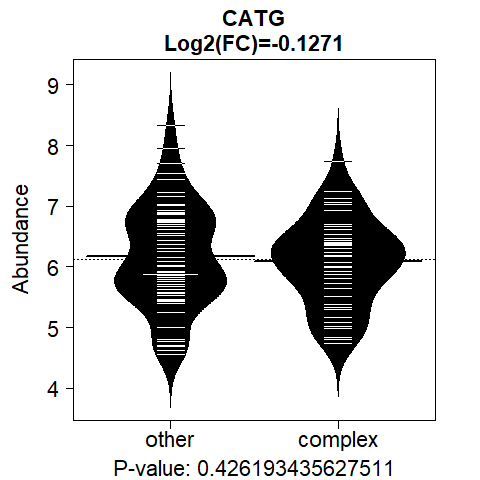 CATG
Log2(FC)=-0.1271
Abundance
9
8
7
6
5
4
other complex
P-value: 0.426193435627511